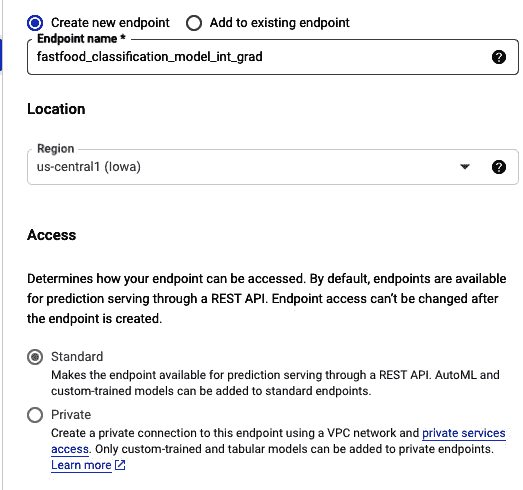 Create new endpoint Add to existing endpoint
Endpoint name *
fastfood_classification_model_int_grad
Location
Region
us-central1 (Iowa)
Access
Determines how your endpoint can be accessed. By default, endpoints are available
for prediction serving through a REST API. Endpoint access can't be changed after
the endpoint is created.
Standard
Makes the endpoint available for prediction serving through a REST API. AutoML and
custom-trained models can be added to standard endpoints.
Private
Create a private connection to this endpoint using a VPC network and private services
access. Only custom-trained and tabular models can be added to private endpoints.
Learn more